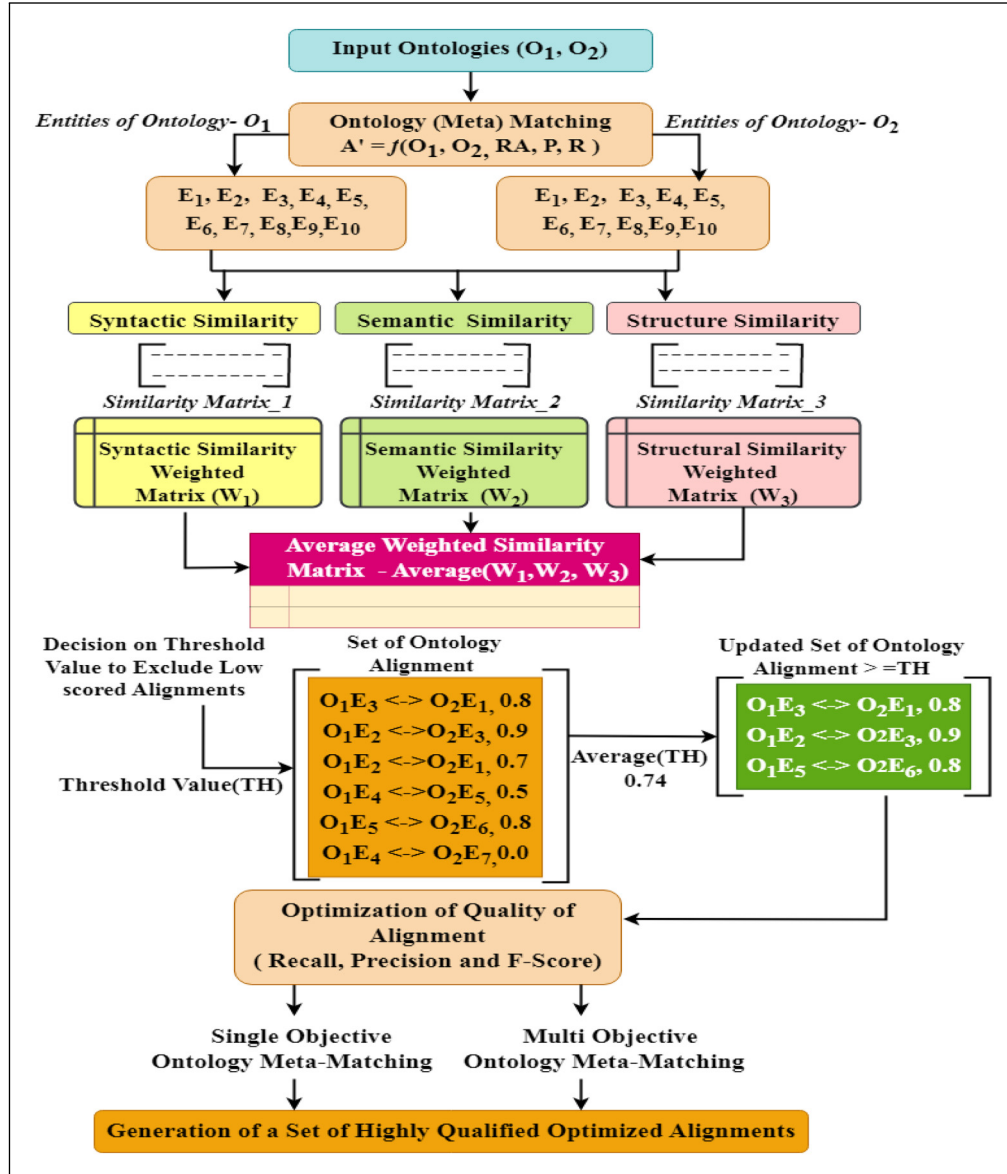 Input Ontologies (O1, O2)
Entities of Ontology- O1
Ontology (Meta) Matching
A' = f(O1, O2, RA, P, R )
Entities of Ontology- O2
E1, E2, E3, E4, E5,
E6, E7, E8,E9,E10
E1, E2, E3, E4, E5,
E6, E7, E8,E9,E10
Syntactic Similarity
Semantic Similarity
Structure Similarity
Similarity Matrix_1
Similarity Matrix_2
Similarity Matrix_3
Syntactic Similarity
Weighted
Matrix (W1)
Semantic Similarity
Weighted
Matrix (W2)
Structural Similarity
Weighted
Matrix (W3)
Average Weighted Similarity
Matrix - Average(W1,W2, W3)
Decision on Threshold
Value to Exclude Low
scored Alignments
Threshold Value(TH)
Set of Ontology
Alignment
O1E3 <-> O2E1, 0.8
O1E2 <->O2E3, 0.9
O1E2 <->O2E1, 0.7
O1E4 <->O2E5, 0.5
O1E5 <-> O2E6, 0.8
O1E4 <-> O2E7,0.0
Average(TH)
0.74
Updated Set of Ontology
Alignment > =TH
O1E3 <-> O2E1, 0.8
O1E2 <-> O2E3, 0.9
O1E5 <-> O2E6, 0.8
Optimization of Quality of
Alignment
( Recall, Precision and F-Score)
Single Objective
Ontology Meta-Matching
Multi Objective
Ontology Meta-Matching
Generation of a Set of Highly Qualified Optimized Alignments